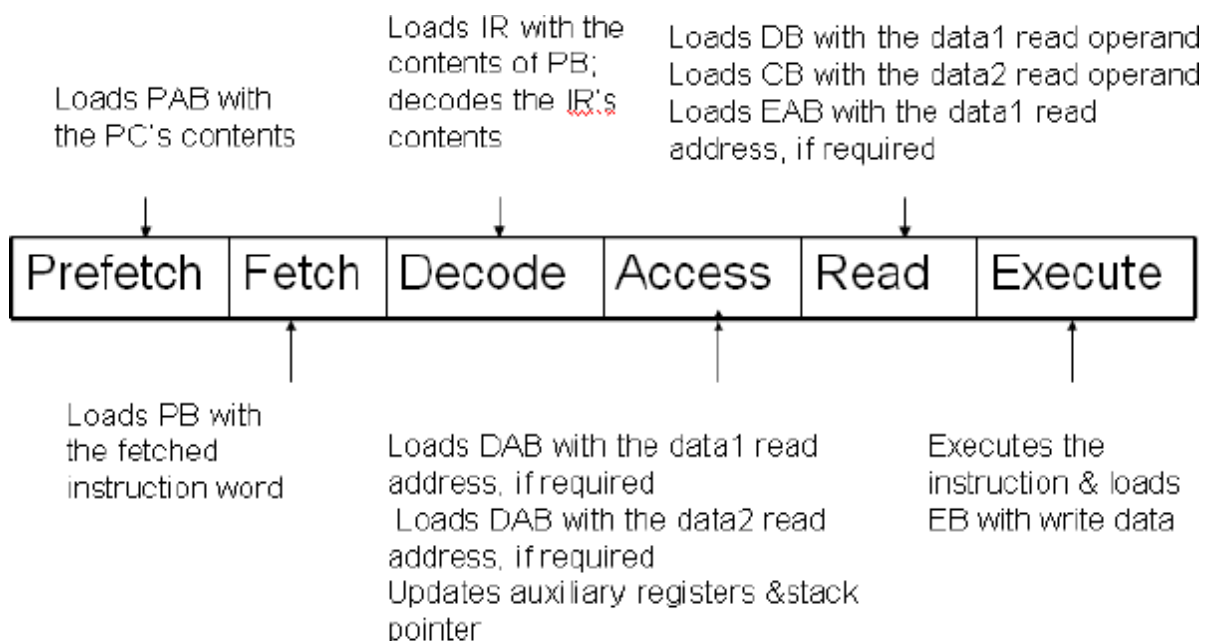 Loads PAB with
the PC's contents
Loads IR with the
contents of PB;
decodes the IR's
contents
Loads DB with the data1 read operand
Loads CB with the data2 read operand
Loads EAB with the data1 read
address, if required
Prefetch
Fetch
Decode
Access
Read
Execute
Loads PB with
the fetched
instruction word
Loads DAB with the data1 read
address, if required
Loads DAB with the data2 read
address, if required
Updates auxiliary registers &stack
pointer
Executes the
instruction & loads
EB with write data